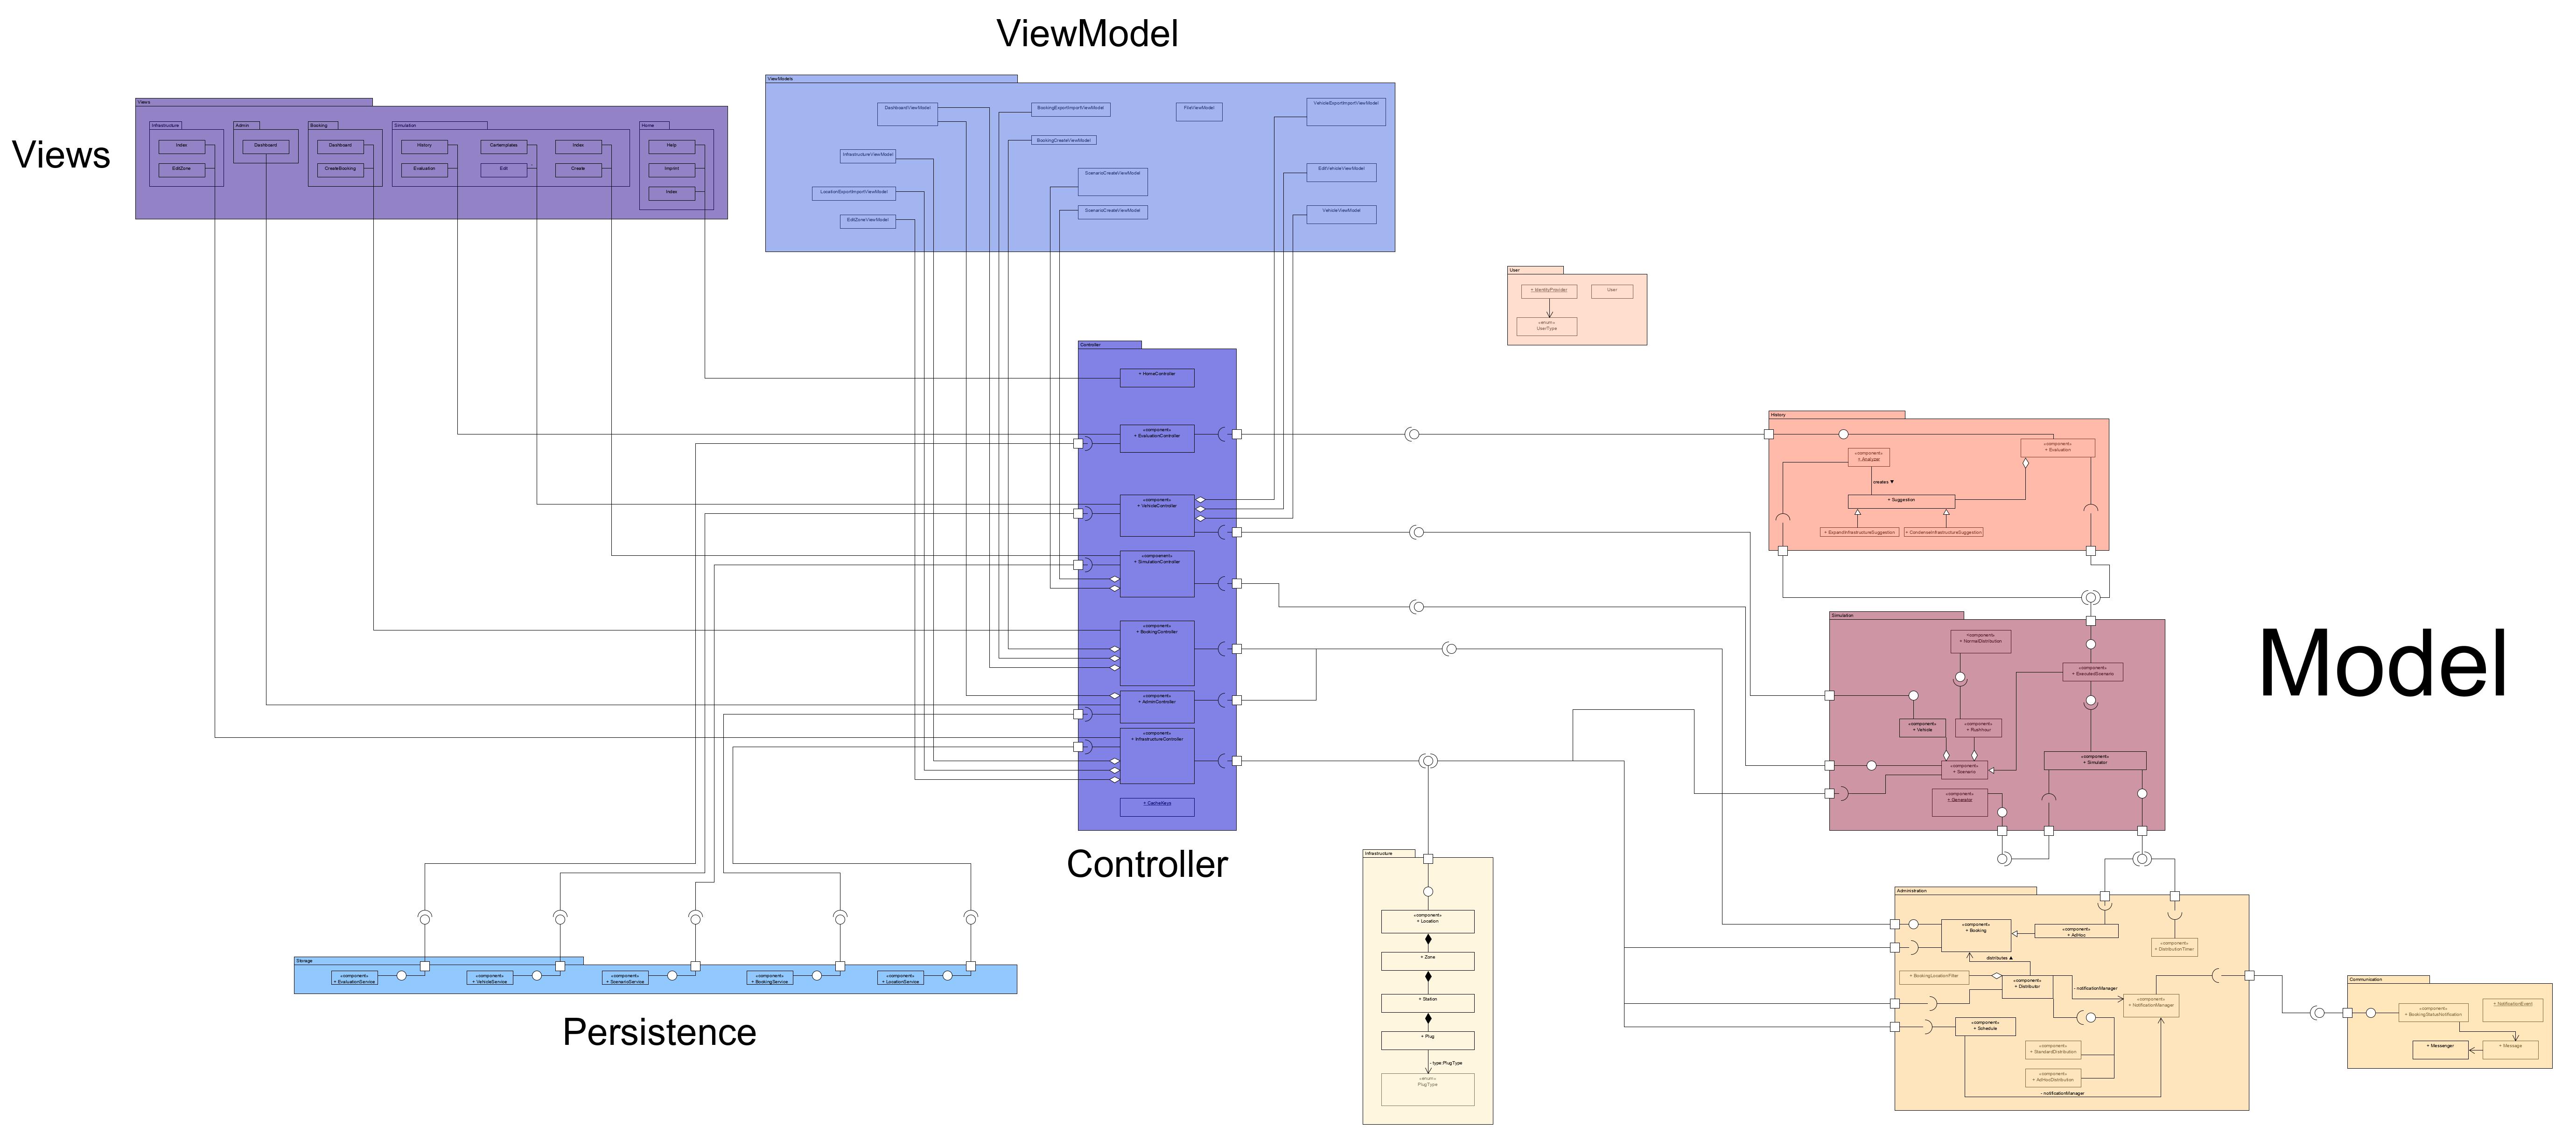 ViewModel
Views
Views
Infrastructure
Index
EditZone
Admin
Dashboard
Booking
Dashboard
CreateBooking
Simulation
History
Cartemplates
Index
Evaluation
Edit
Create
Home
Help
Imprint
Index
ViewModels
DashboardViewModel
BookingExportImportViewModel
PlotViewModel
VehicleExportImportViewModel
BookingCreateViewModel
InfrastructureViewModel
ScenarioCreateViewModel
EditVehicleViewModel
LocationExportImportViewModel
ScenarioCreateViewModel
VehicleViewModel
EditZoneViewModel
User
+ IdentityProvider
User
«enum»
UserType
Controller
+ HomeController
«component»
+ EvaluationController
«component»
+ VehicleController
«component»
+ SimulationController
«component»
+ BookingController
«component»
+ AdminController
«component»
+ InfrastructureController
+ CacheKeys
Controller
History
«component»
+ Analyzer
«component»
+ Evaluation
creates ▼
+ Suggestion
+ ExpandInfrastructureSuggestion
+ CondenseInfrastructureSuggestion
Simulation
«component»
+ NormalDistribution
«component»
+ ExecutedScenario
«component»
+ Vehicle
«component»
+ Rushhour
«component»
+ Simulator
«component»
+ Scenario
«component»
+ Generator
Model
Infrastructure
«component»
+ Location
+ Zone
+ Station
+ Plug
- type:PlugType
«enum»
PlugType
Administration
«component»
+ Booking
«component»
+ AdHoc
«component»
+ DistributionTimer
distributes ▲
+ BookingLocationFilter
«component»
+ Distributor
- notificationManager
«component»
+ NotificationManager
«component»
+ Schedule
«component»
+ StandardDistribution
«component»
+ AdHocDistribution
- notificationManager
Communication
«component»
+ BookingStatusNotification
+ NotificationEvent
+ Messenger
+ Message
Storage
«component»
+ EvaluationService
«component»
+ VehicleService
«component»
+ ScenarioService
«component»
+ BookingService
«component»
+ LocationService
Persistence